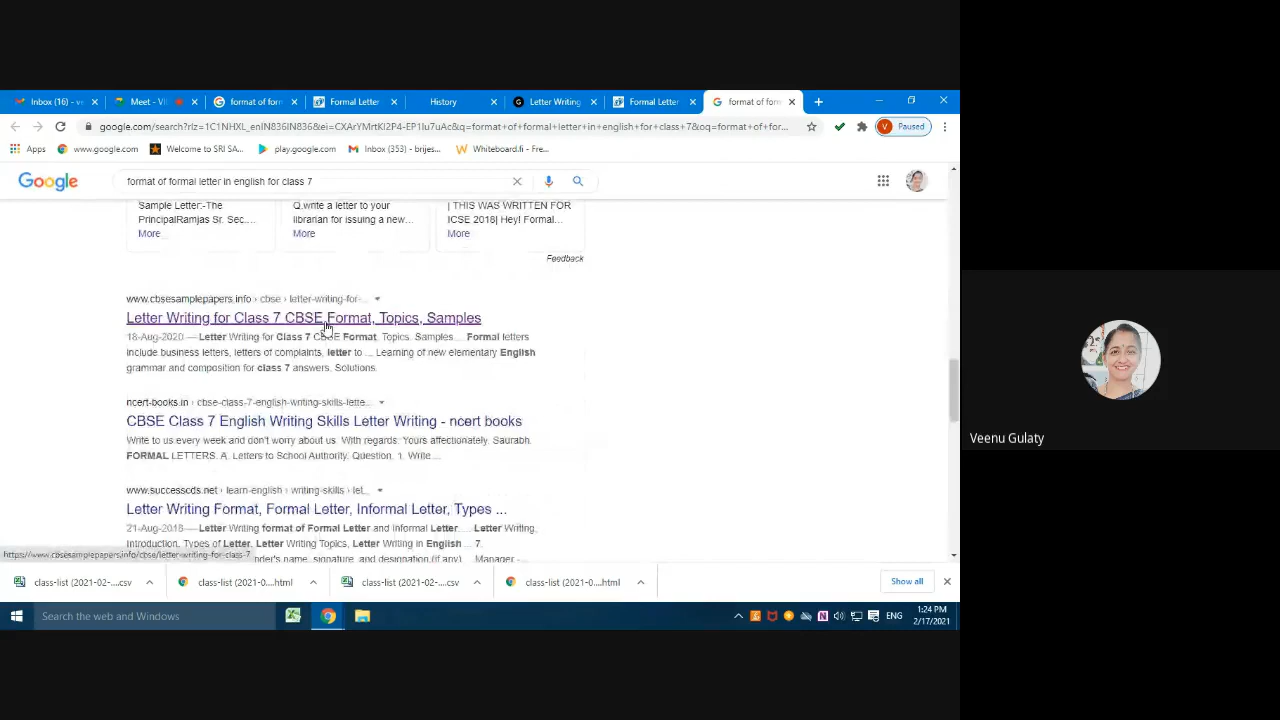 Inbox (16) - ve
Meet - VI
format of form
Formal Letter
History
Letter Writing
Formal Letter
format of form
google.com/search?rlz=1C1NHXL_enIN836IN836&ei=CXArYMrtKI2P4-EP1Iu7uAc&q=format+of+formal+letter+in+english+for+class+7&oq=format+of+for...
Paused
Apps
www.google.com
Welcome to SRI SA...
play.google.com
Inbox (353) - brijes...
Whiteboard.fi - Fre...
Google
format of formal letter in english for class 7
Sample Letter:-The
PrincipalRamjas Sr. Sec....
More...
Q.write a letter to your
librarian for issuing a new...
More
| THIS WAS WRITTEN FOR
ICSE 2018| Hey! Formal...
More...
Feedback
www.cbsesamplepapers.info › cbse › letter-writing-for-...
Letter Writing for Class 7 CBSE Format, Topics, Samples
18-Aug-2020 — Letter Writing for Class 7 CBSE Format, Topics, Samples ... Formal letters
include business letters, letters of complaints, letter to ... Learning of new elementary English
grammar and composition for class 7 answers. Solutions.
ncert-books.in › cbse-class-7-english-writing-skills-lette...
CBSE Class 7 English Writing Skills Letter Writing - ncert books
Write to us every week and don't worry about us. With regards. Yours affectionately. Saurabh.
FORMAL LETTERS. A. Letters to School Authority. Question. 1. Write ...
www.successcds.net › learn-english › writing-skills › let...
Letter Writing Format, Formal Letter, Informal Letter, Types ...
21-Aug-2018 — Letter Writing format of Formal Letter and Informal Letter ... Letter Writing,
Introduction, Types of Letter, Letter Writing Topics, Letter Writing in English ... 7.
nder's name, signature, and designation (if any) ... Manager -...
https://www.cbsesamplepapers.info/cbse/letter-writing-for-class-7
class-list (2021-02-....csv
class-list (2021-0....html
class-list (2021-02-....csv
class-list (2021-0....html
Show all
Search the web and Windows
ENG
1:24 PM
2/17/2021
V
Veenu Gulaty